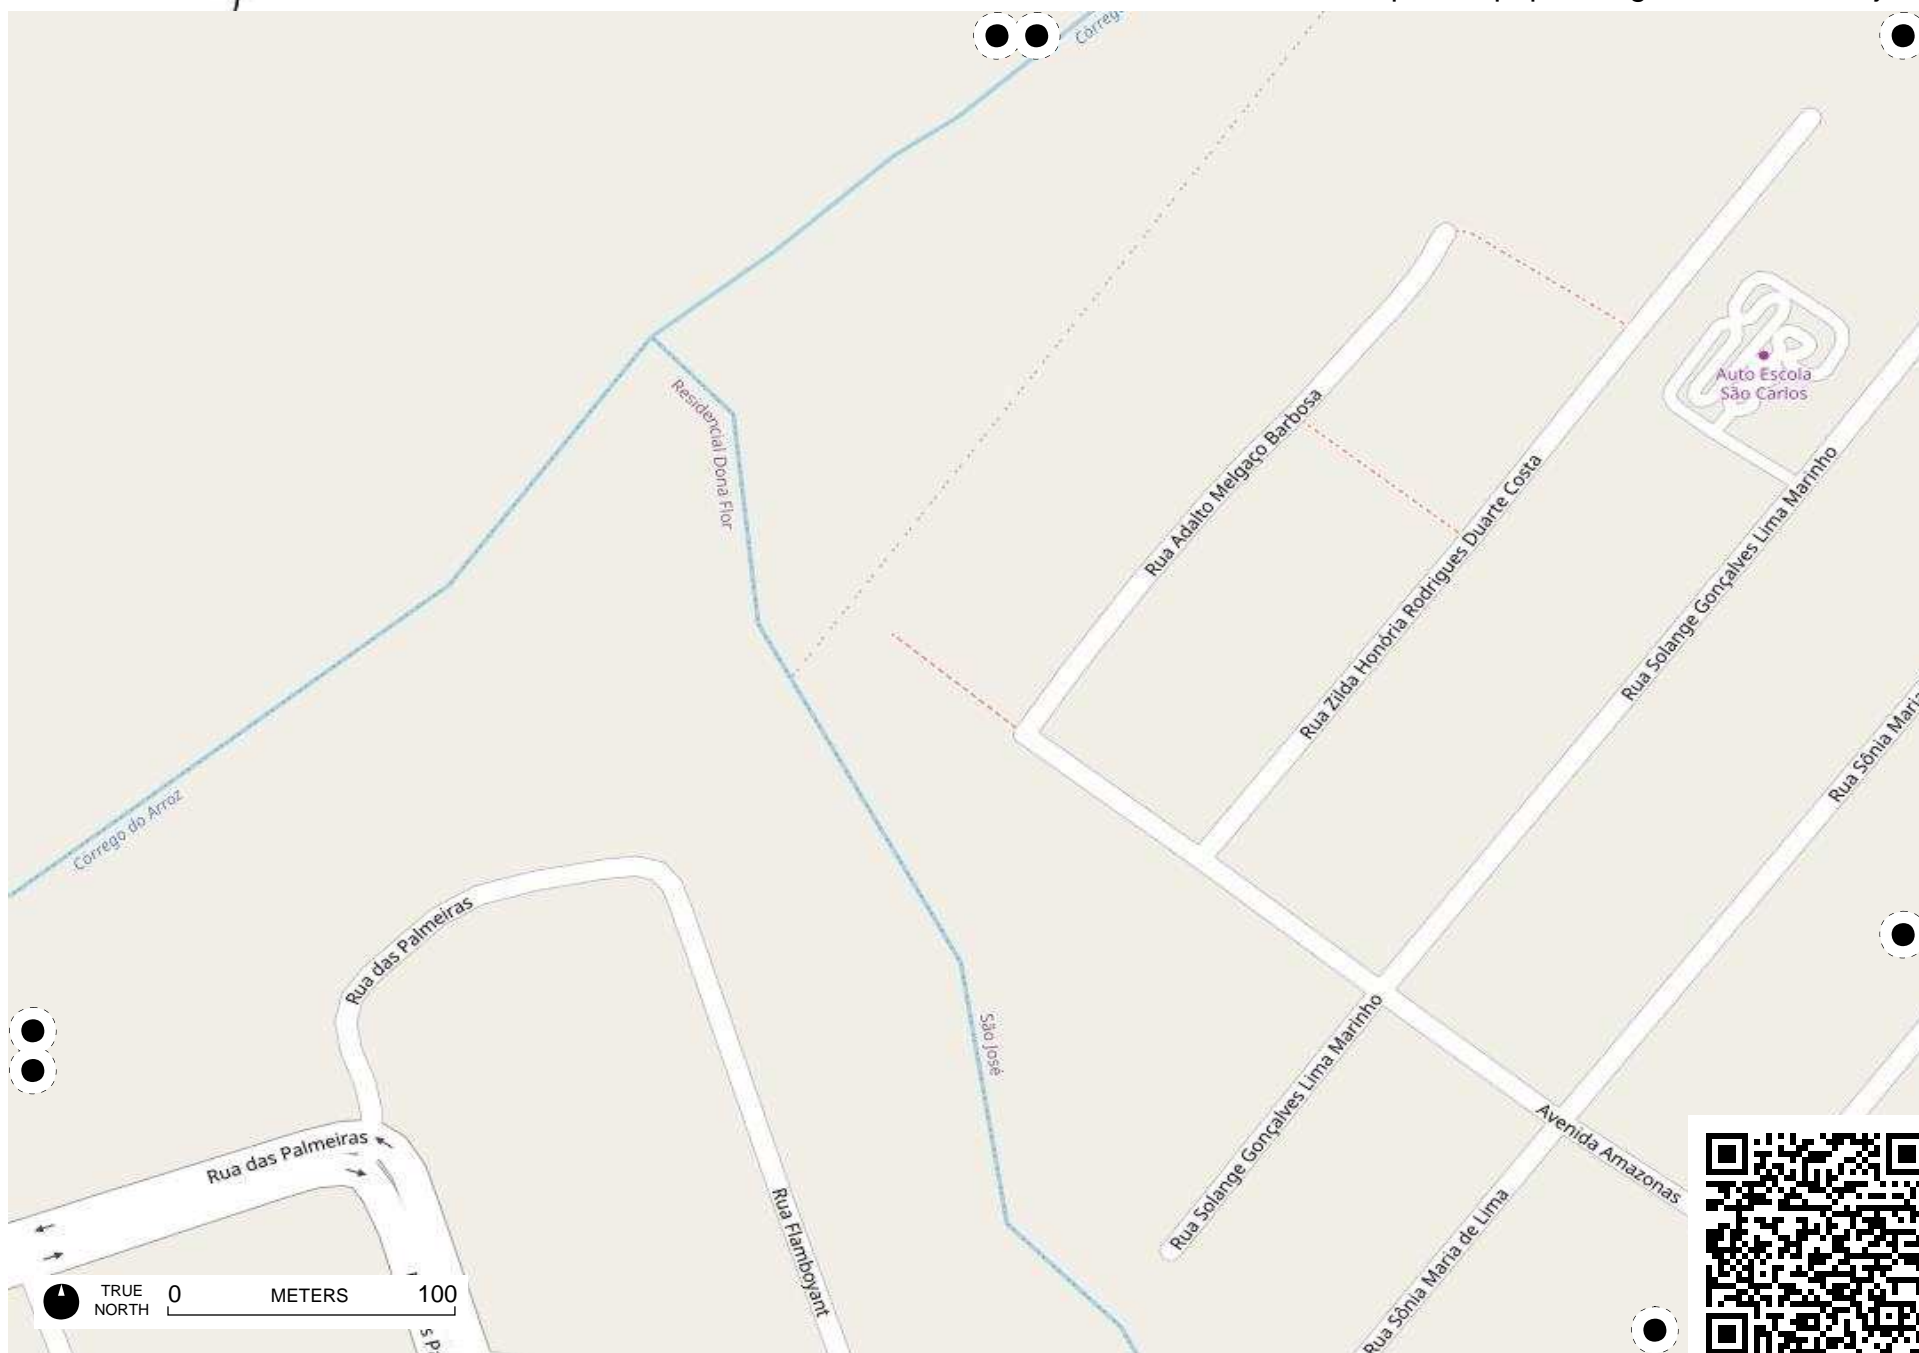 Auto Escola
São Carlos
Rua Adalto Melgaço Barbosa
Residencial Dona Flor
Rua Zilda Honória Rodrigues Duarte Costa
Rua Solange Gonçalves Lima Marinho
Rua Sônia Maria
Córrego do Arroz
Rua das Palmeiras
São José
Rua Solange Gonçalves Lima Marinho
Avenida Amazonas
Rua das Palmeiras
Rua Flamboyant
Rua Sônia Maria de Lima
TRUE
NORTH
0 METERS 100